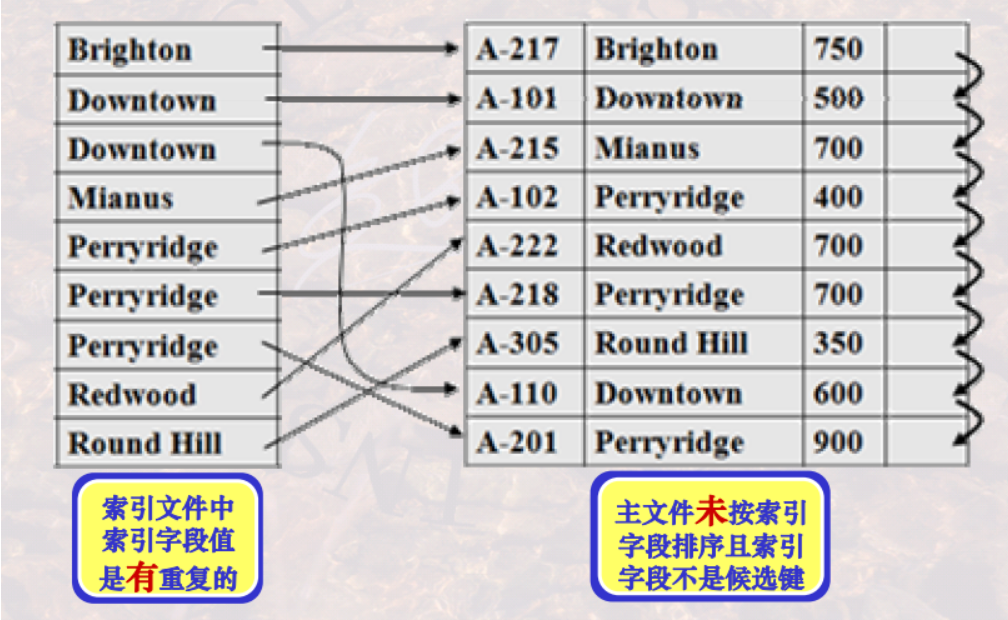 Brighton A-217 Brighton 750
Downtown A-101 Downtown 500
Downtown A-215 Mianus 700
Mianus A-102 Perryridge 400
Perryridge A-222 Redwood 700
Perryridge A-218 Perryridge 700
Perryridge A-305 Round Hill 350
Redwood A-110 Downtown 600
Round Hill A-201 Perryridge 900
索引文件中
索引字段值
是有重复的
主文件未按索引
字段排序且索引
字段不是候选键